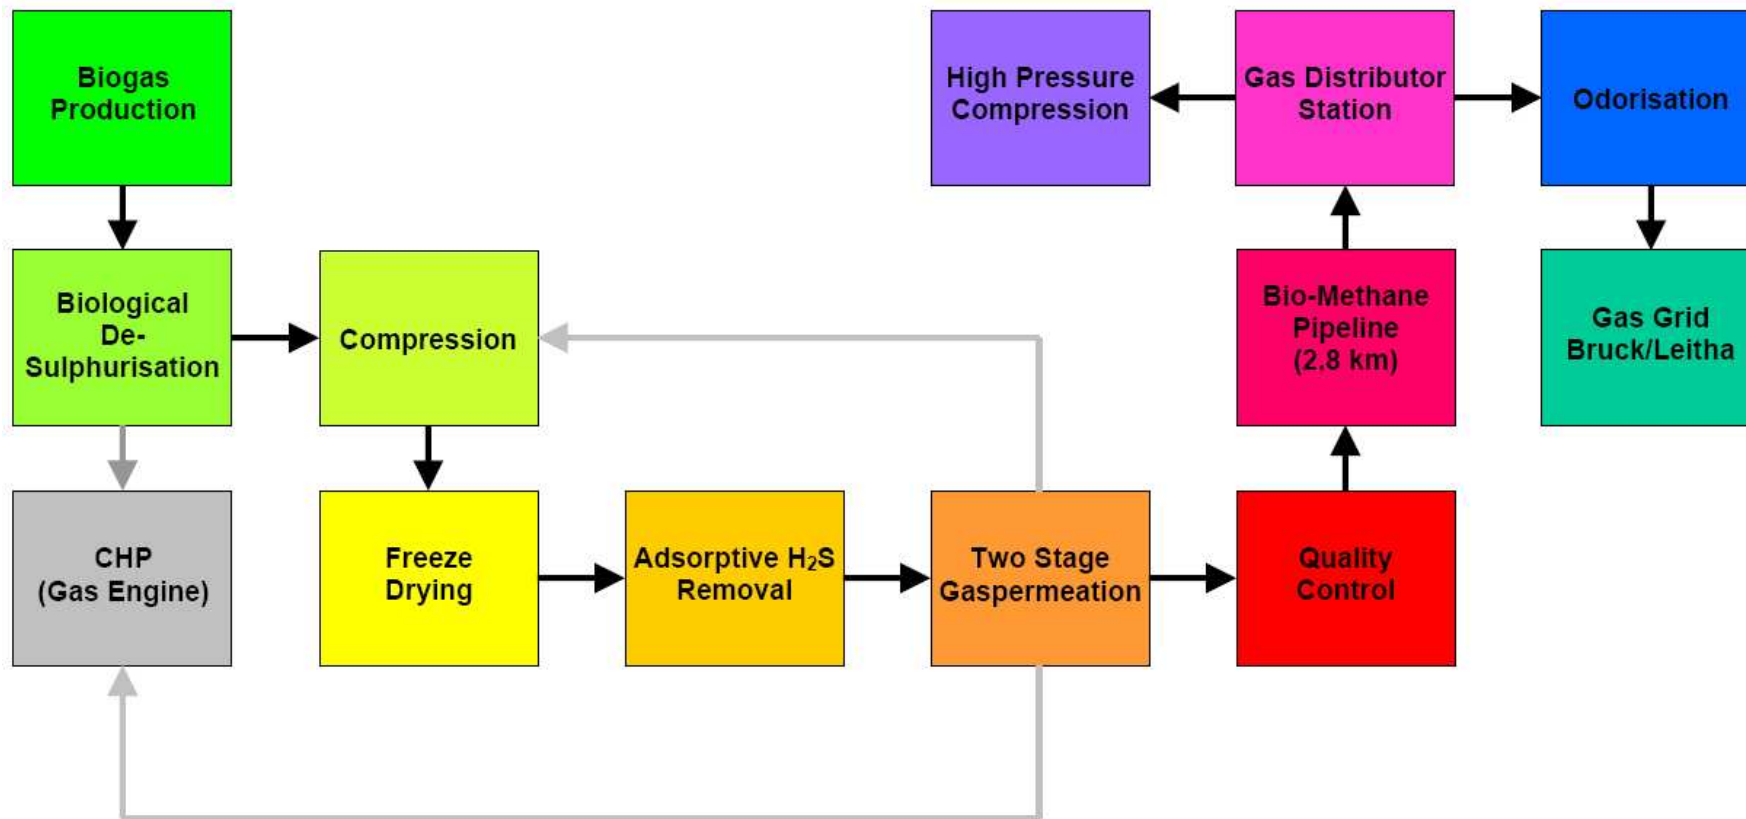 Biogas
Production
High Pressure
Compression
Gas Distributor
Station
Odorisation
Biological
De-
Sulphurisation
Compression
Bio-Methane
Pipeline
(2.8 km)
Gas Grid
Bruck/Leitha
CHP
(Gas Engine)
Freeze
Drying
Adsorptive H₂S
Removal
Two Stage
Gaspermeation
Quality
Control